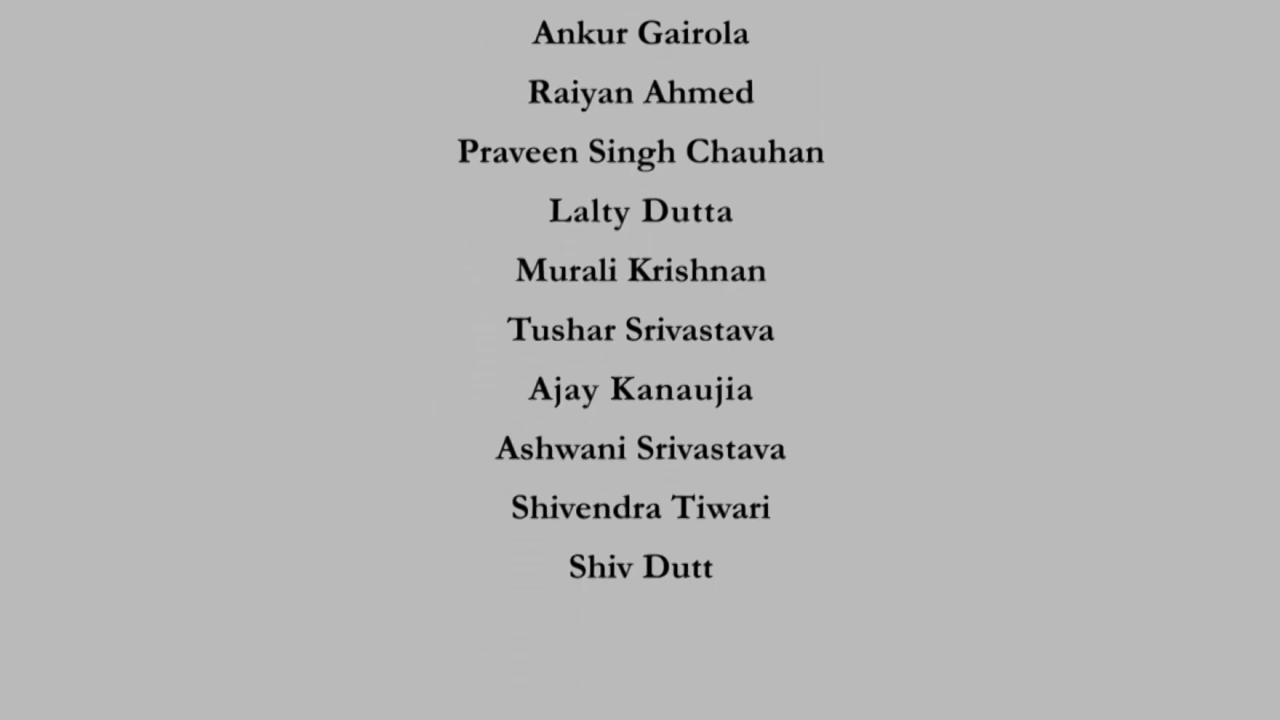 Ankur Gairola
Raiyan Ahmed
Praveen Singh Chauhan
Lalty Dutta
Murali Krishnan
Tushar Srivastava
Ajay Kanaujia
Ashwani Srivastava
Shivendra Tiwari
Shiv Dutt